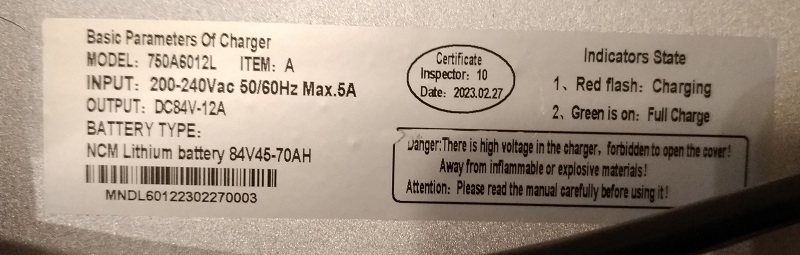 Basic Parameters Of Charger
MODEL: 750A6012L ITEM: A
INPUT: 200-240Vac 50/60Hz Max.5A
OUTPUT: DC84V-12A
BATTERY TYPE:
NCM Lithium battery 84V45-70AH
MNDL60122302270003
Certificate
Inspector: 10
Date: 2023.02.27
Indicators State
1、Red flash: Charging
2、Green is on: Full Charge
Danger:There is high voltage in the charger, forbidden to open the cover!
Away from inflammable or explosive materials!
Attention: Please read the manual carefully before using it!